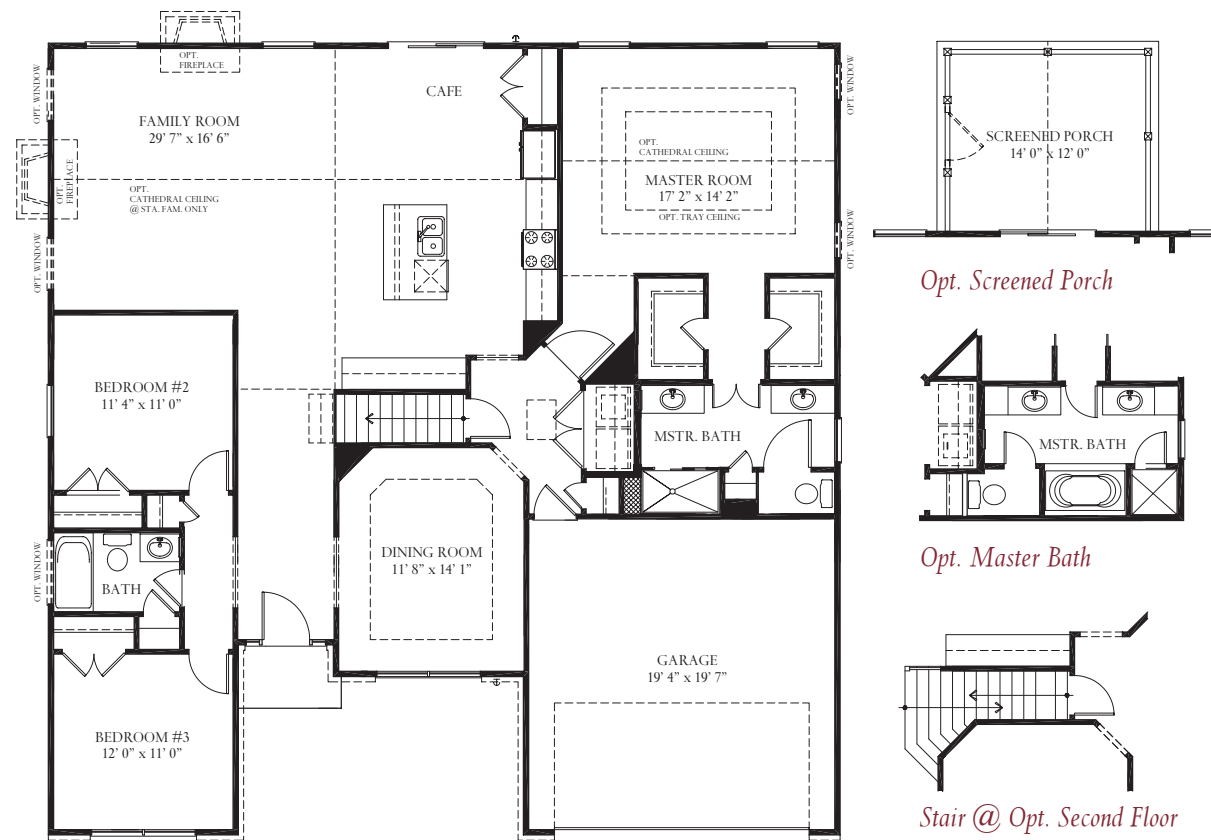 OPT.
FIREPLACE
OPT. WINDOW
FAMILY ROOM
29' 7" x 16' 6"
CAFE
OPT.
FIREPLACE
OPT.
CATHEDRAL CEILING
@ STA. FAM. ONLY
OPT. WINDOW
OPT.
CATHEDRAL CEILING
MASTER ROOM
17' 2" x 14' 2"
OPT. TRAY CEILING
OPT. WINDOW
OPT. WINDOW
BEDROOM #2
11' 4" x 11' 0"
MSTR. BATH
OPT. WINDOW
BATH
DINING ROOM
11' 8" x 14' 1"
GARAGE
19' 4" x 19' 7"
BEDROOM #3
12' 0" x 11' 0"
SCREENED PORCH
14' 0" x 12' 0"
Opt. Screened Porch
MSTR. BATH
Opt. Master Bath
Stair @ Opt. Second Floor